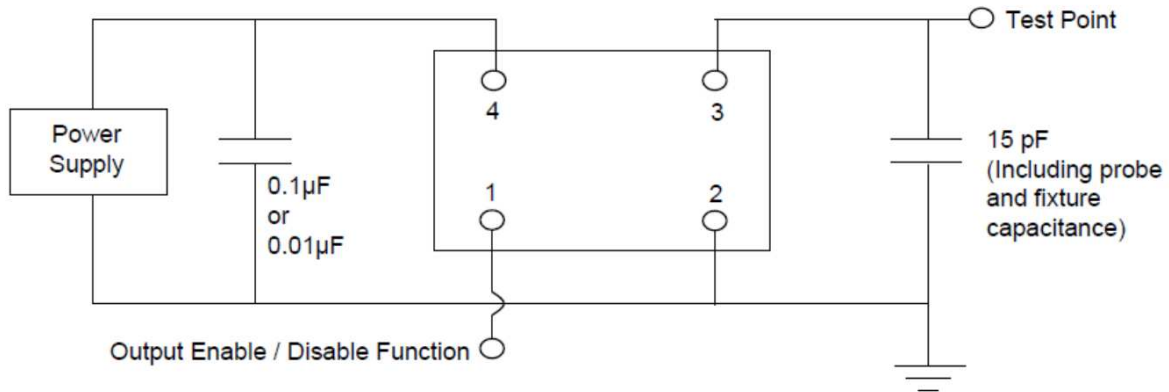 Test Point
4
3
Power
Supply
0.1µF
or
0.01µF
1
2
15 pF
(Including probe
and fixture
capacitance)
Output Enable / Disable Function